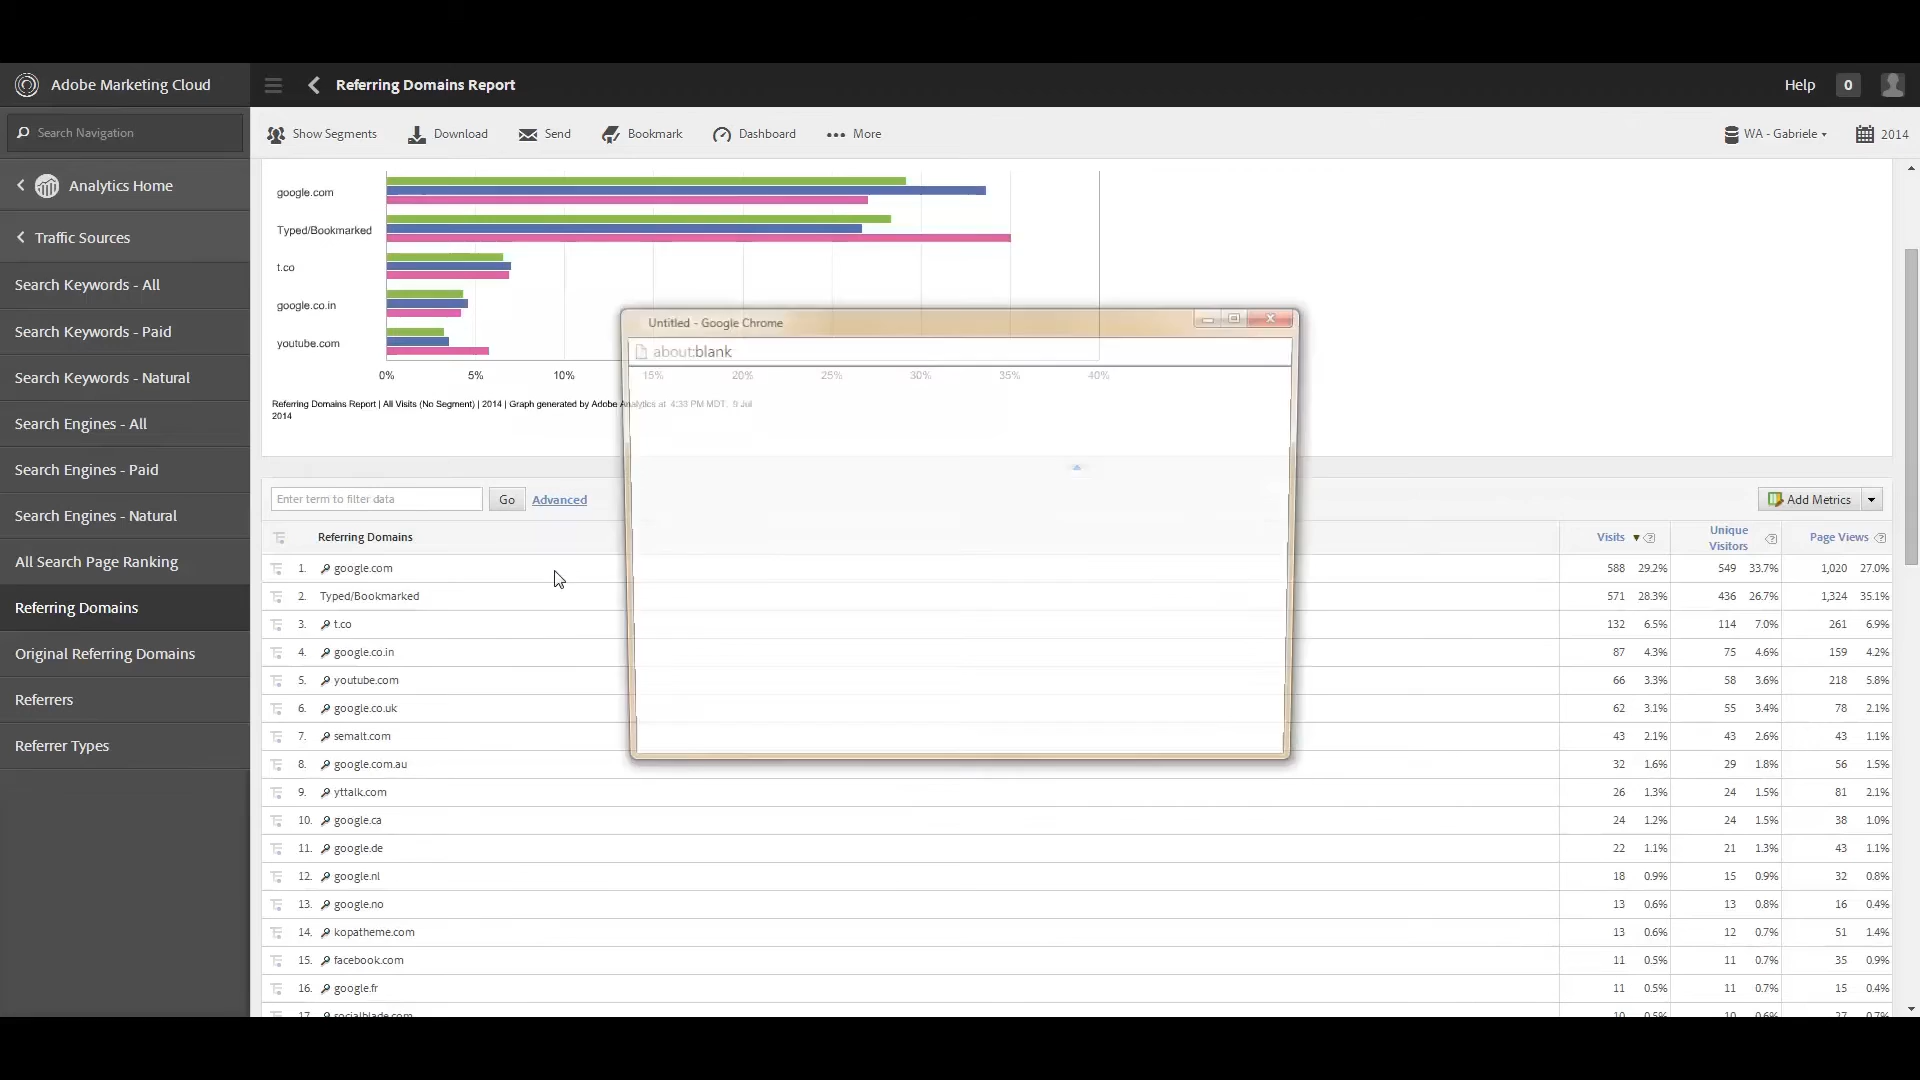 Adobe Marketing Cloud
Referring Domains Report
Help
0
Search Navigation
Show Segments
Download
Send
Bookmark
Dashboard
More
WA - Gabriele
2014
Analytics Home
Traffic Sources
Search Keywords - All
Search Keywords - Paid
Search Keywords - Natural
Search Engines - All
Search Engines - Paid
Search Engines - Natural
All Search Page Ranking
Referring Domains
Original Referring Domains
Referrers
Referrer Types
google.com
Typed/Bookmarked
t.co
google.co.in
youtube.com
0% 5% 10% 15% 20% 25% 30% 35% 40%
Referring Domains Report | All Visits (No Segment) | 2014 | Graph generated by Adobe Analytics at 4:33 PM MDT, 9 Jul
2014
Untitled - Google Chrome
about:blank
Enter term to filter data
Go
Advanced
Add Metrics
Referring Domains Visits Unique Visitors Page Views
1. google.com 588 29.2% 549 33.7% 1,020 27.0%
2. Typed/Bookmarked 571 28.3% 436 26.7% 1,324 35.1%
3. t.co 132 6.5% 114 7.0% 261 6.9%
4. google.co.in 87 4.3% 75 4.6% 159 4.2%
5. youtube.com 66 3.3% 58 3.6% 218 5.8%
6. google.co.uk 62 3.1% 55 3.4% 78 2.1%
7. semalt.com 43 2.1% 43 2.6% 43 1.1%
8. google.com.au 32 1.6% 29 1.8% 56 1.5%
9. yttalk.com 26 1.3% 24 1.5% 81 2.1%
10. google.ca 24 1.2% 24 1.5% 38 1.0%
11. google.de 22 1.1% 21 1.3% 43 1.1%
12. google.nl 18 0.9% 15 0.9% 32 0.8%
13. google.no 13 0.6% 13 0.8% 16 0.4%
14. kopatheme.com 13 0.6% 12 0.7% 51 1.4%
15. facebook.com 11 0.5% 11 0.7% 35 0.9%
16. google.fr 11 0.5% 11 0.7% 15 0.4%
17. socialblade.com 10 0.5% 10 0.6% 27 0.7%